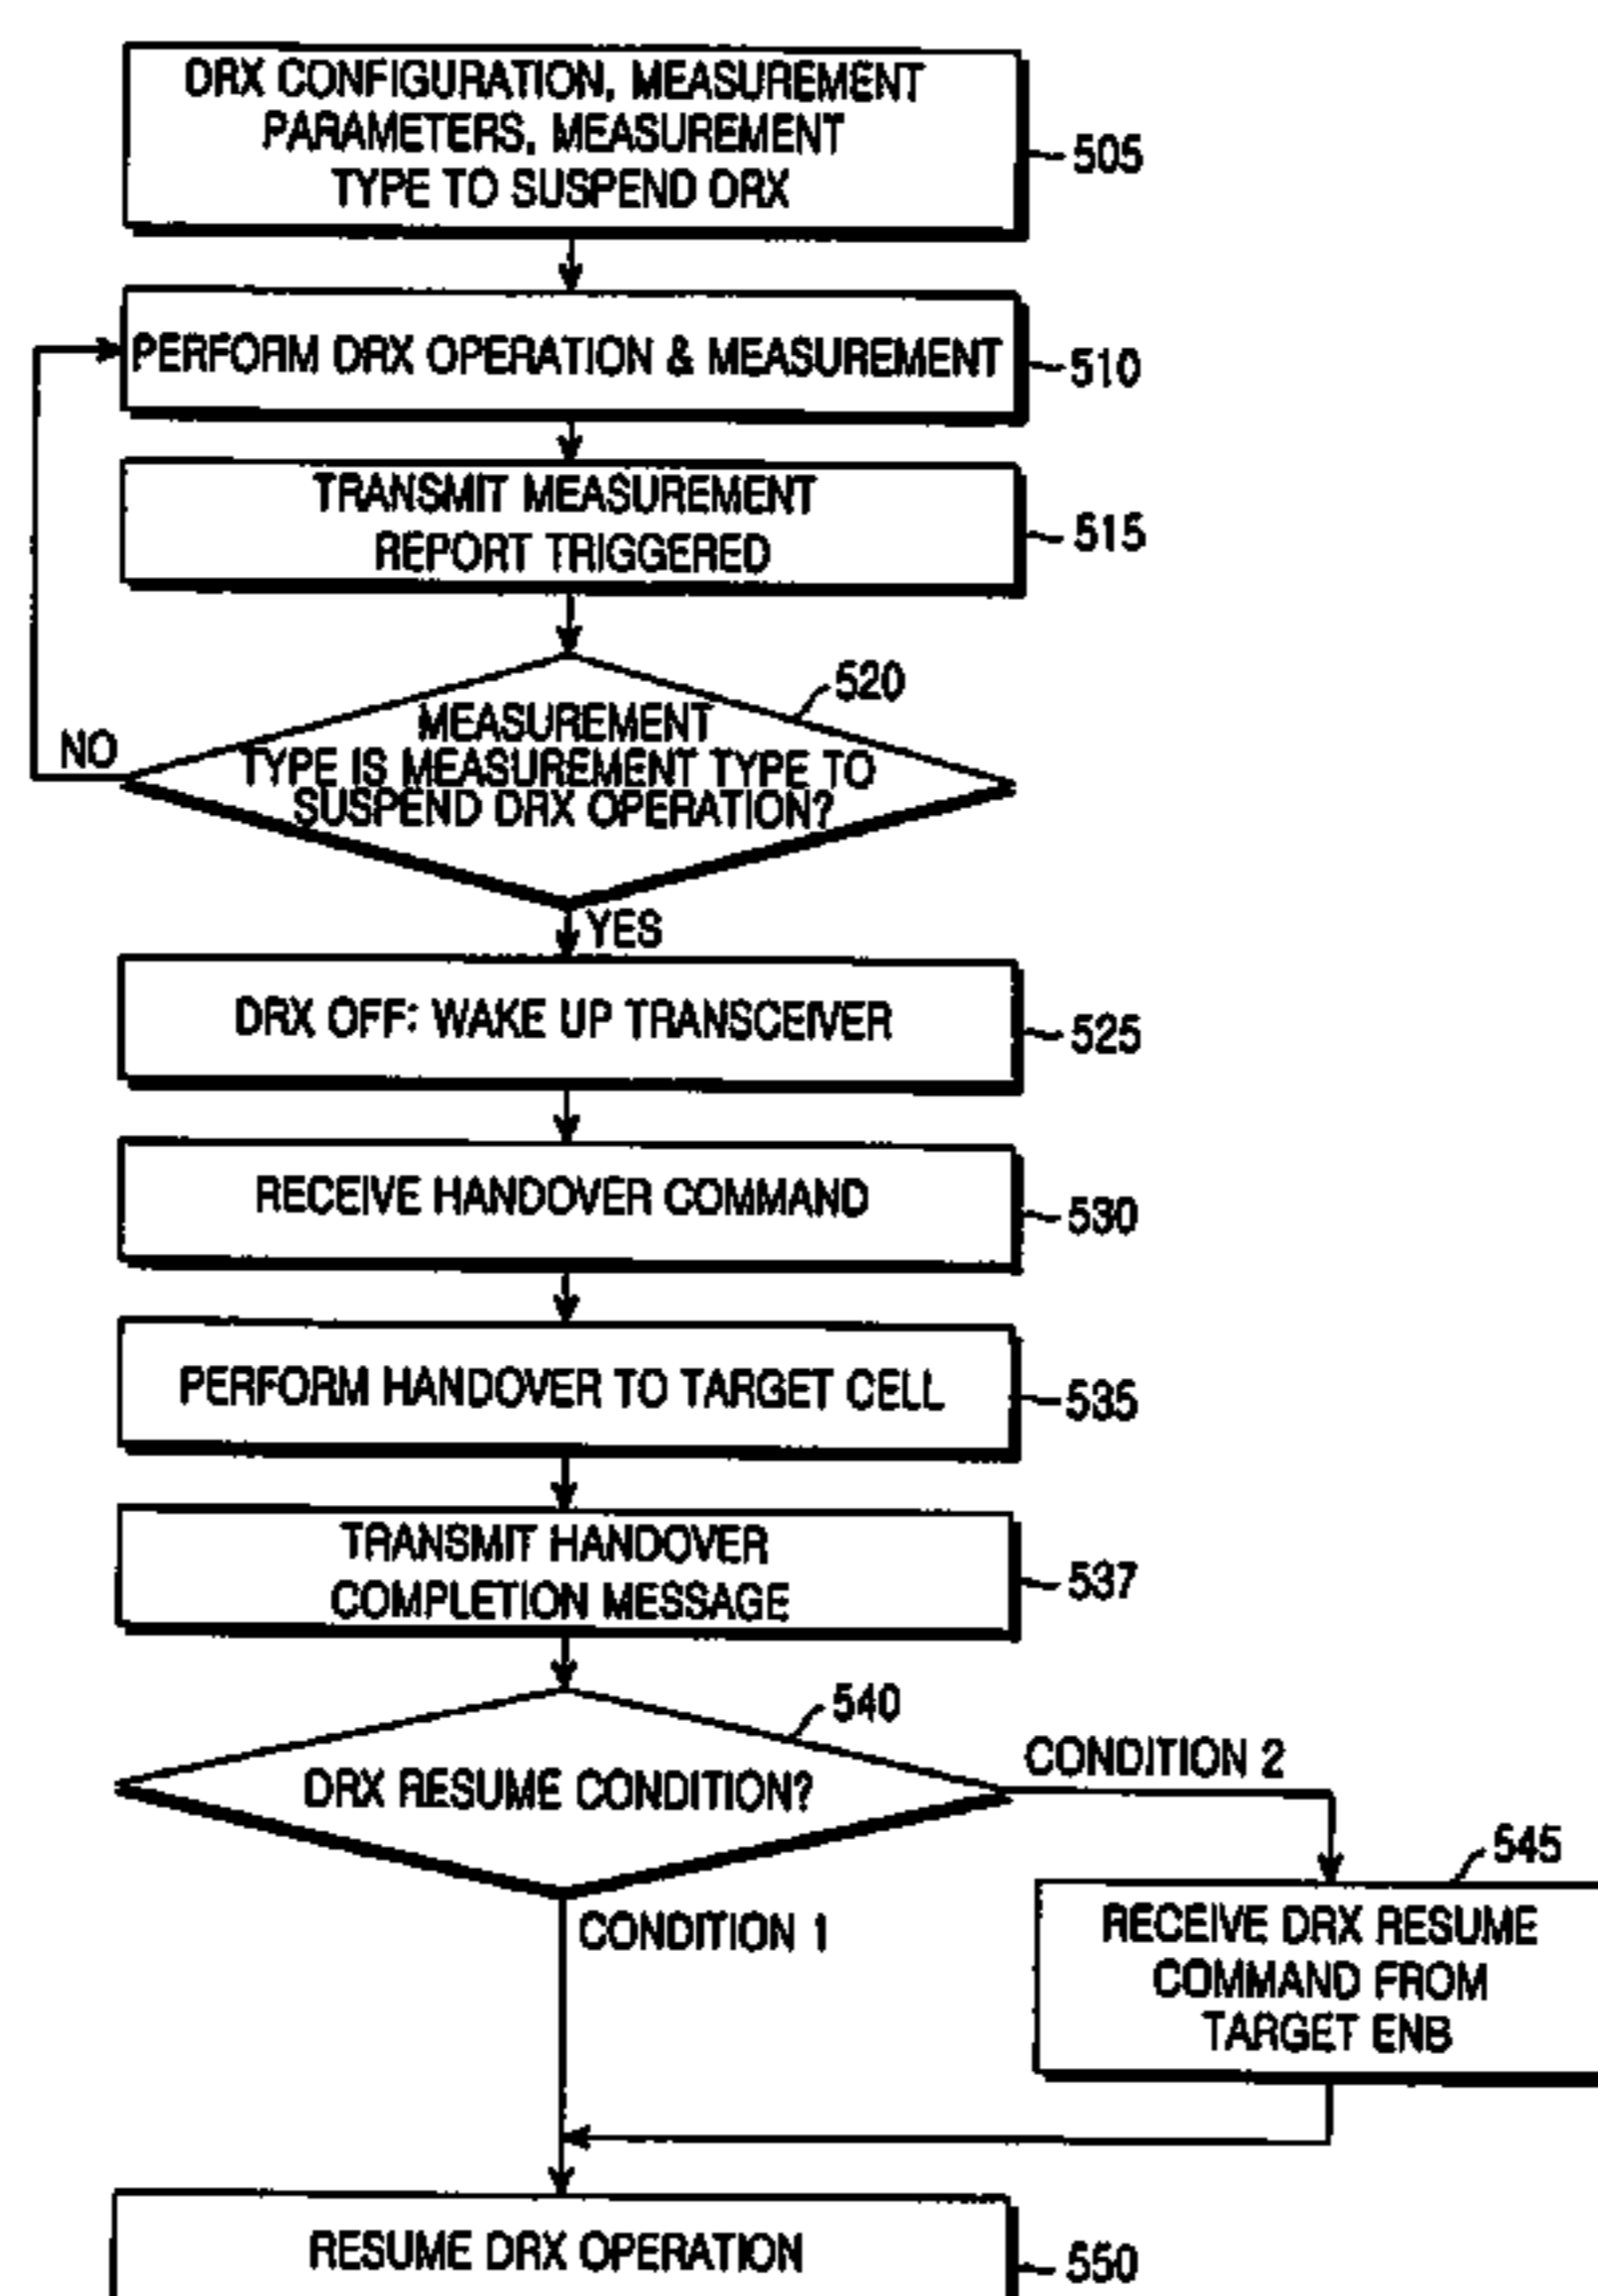 DRX CONFIGURATION, MEASUREMENT
PARAMETERS, MEASUREMENT
TYPE TO SUSPEND DRX
505
PERFORM DRX OPERATION & MEASUREMENT
510
TRANSMIT MEASUREMENT
REPORT TRIGGERED
515
520
MEASUREMENT
TYPE IS MEASUREMENT TYPE TO
SUSPEND DRX OPERATION?
NO
YES
DRX OFF: WAKE UP TRANSCEIVER
525
RECEIVE HANDOVER COMMAND
530
PERFORM HANDOVER TO TARGET CELL
535
TRANSMIT HANDOVER
COMPLETION MESSAGE
537
540
DRX RESUME CONDITION?
CONDITION 2
CONDITION 1
545
RECEIVE DRX RESUME
COMMAND FROM
TARGET ENB
RESUME DRX OPERATION
550